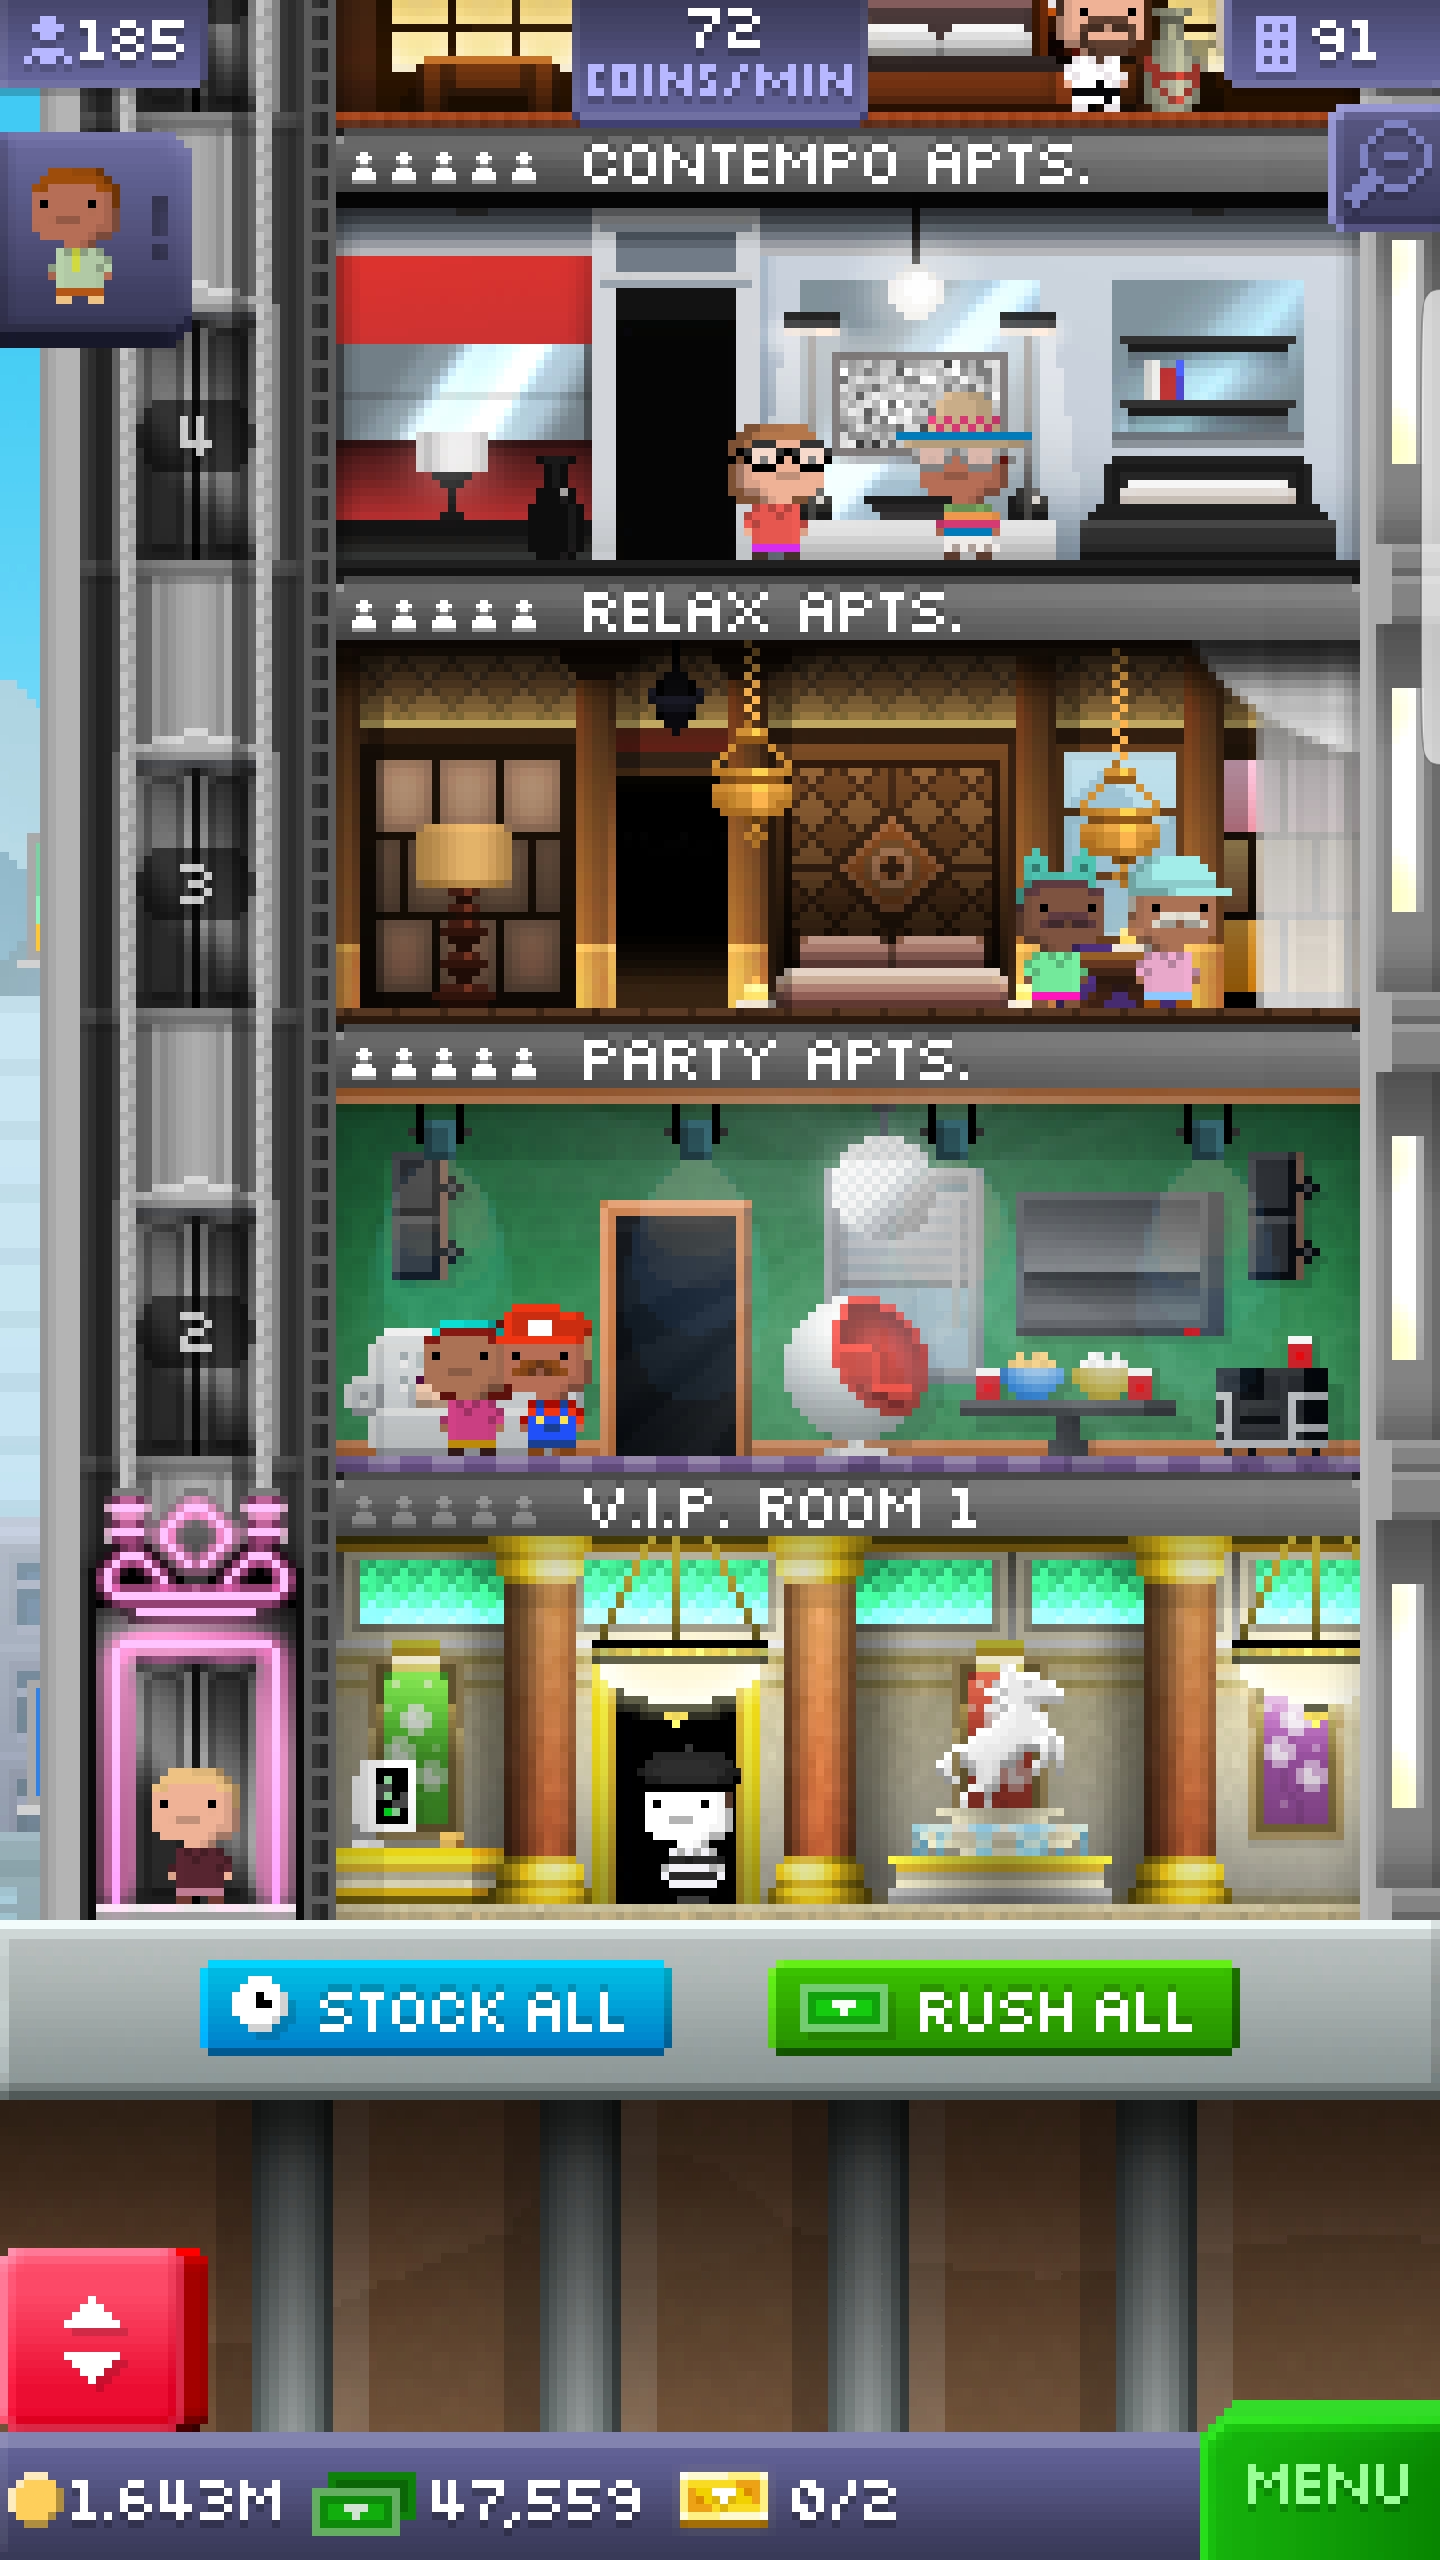 185
72
COINS/MIN
91
CONTEMPO APTS.
!
4
RELAX APTS.
3
PARTY APTS.
2
V.I.P. ROOM 1
STOCK ALL
RUSH ALL
1.643M
47,559
0/2
MENU